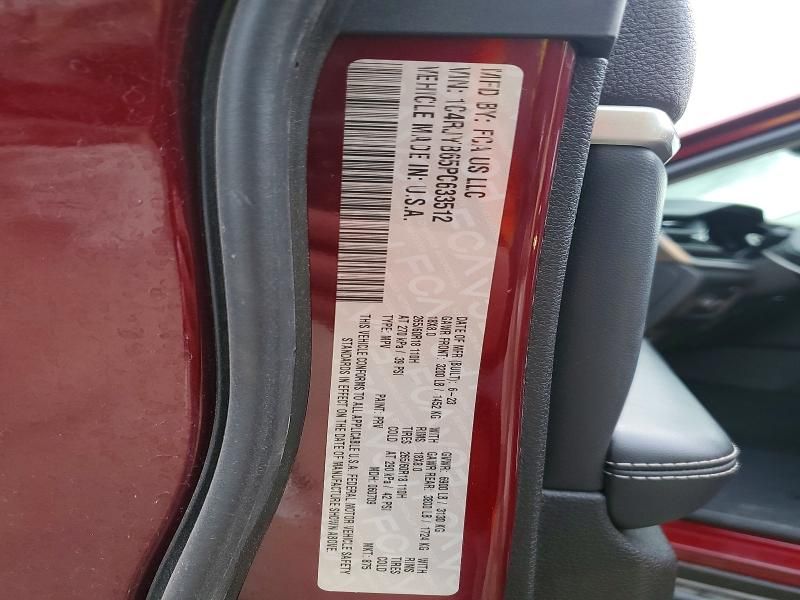 MFD BY: FCA US LLC
VIN: 1C4RJYB65PC633512
VEHICLE MADE IN: U.S.A.
DATE OF MFR (BUILT): 6-23 GVWR: 6900 LB / 3130 KG
GAWR FRONT: 3200 LB / 1452 KG WITH GAWR REAR: 3800 LB / 1724 KG WITH
18X8.0 RIMS 18X8.0 RIMS
265/60R18 110H TIRES 265/60R18 110H TIRES
AT 270 kPa / 39 PSI COLD AT 290 kPa / 42 PSI COLD
TYPE: MPV PAINT: PRV MDH: 060709 MKT: 875
THIS VEHICLE CONFORMS TO ALL APPLICABLE U.S.A. FEDERAL MOTOR VEHICLE SAFETY
STANDARDS IN EFFECT ON THE DATE OF MANUFACTURE SHOWN ABOVE.
FCA
FCA